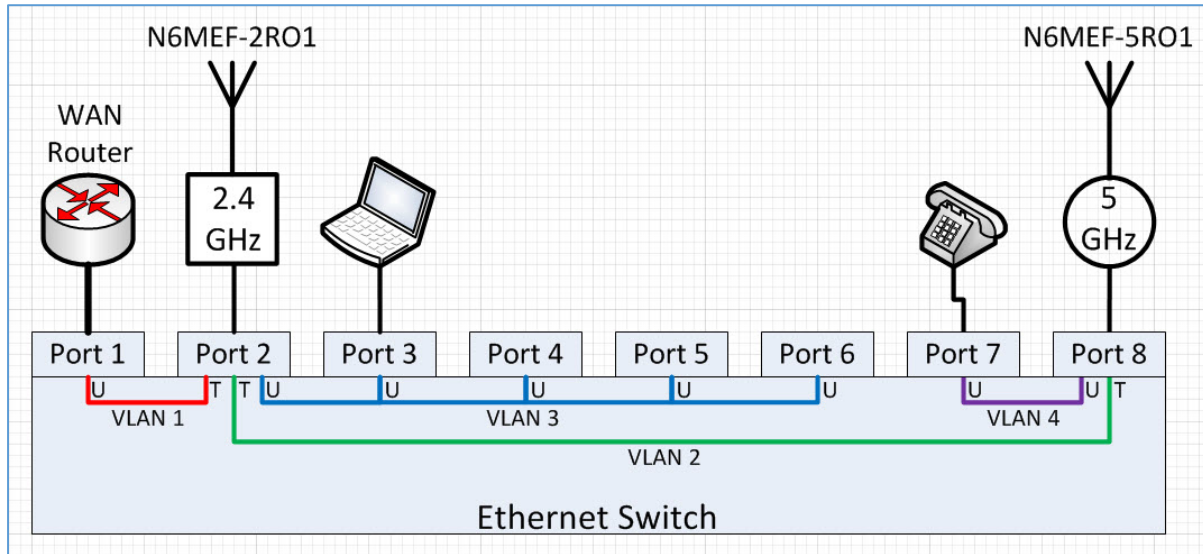 N6MEF-2RO1
N6MEF-5RO1
WAN
Router
2.4
GHz
5
GHz
Port 1
Port 2
Port 3
Port 4
Port 5
Port 6
Port 7
Port 8
U
T
T
U
U
U
U
U
U
U
T
VLAN 1
VLAN 3
VLAN 4
VLAN 2
Ethernet Switch